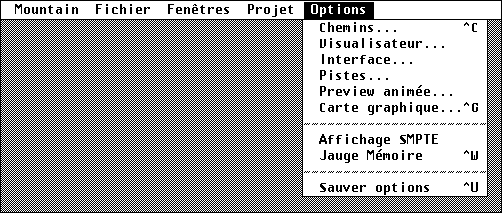 Mountain Fichier Fenêtres Projet Options
Chemins... ^C
Visualisateur...
Interface...
Pistes...
Preview animée...
Carte graphique...^G
Affichage SMPTE
Jauge Mémoire ^W
Sauver options ^U